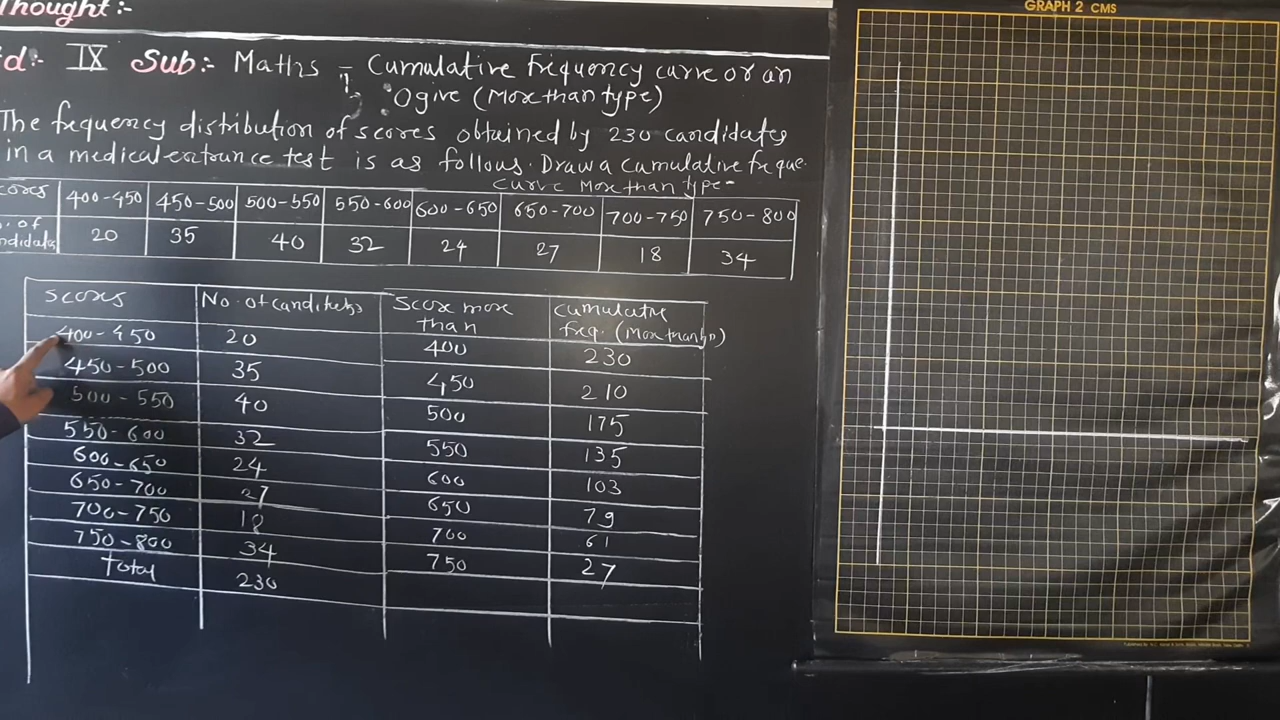 Thought:-
GRAPH 2 CMS
IX Sub:- Maths - Cumulative frequency curve or an
Ogive (More than type)
The frequency distribution of scores obtained by 230 candidates
in a medical entrance test is as follows. Draw a cumulative freque.
curve More than type-
cores 400-450 450-500 500-550 550-600 600-650 650-700 700-750 750-800
. of
ndidates 20 35 40 32 24 27 18 34
Scores No. of candidates Score more than Cumulative freq. (More than type)
400-450 20 400 230
450-500 35 450 210
500-550 40 500 175
550-600 32 550 135
600-650 24 600 103
650-700 27 650 79
700-750 18 700 61
750-800 34 750 27
Total 230